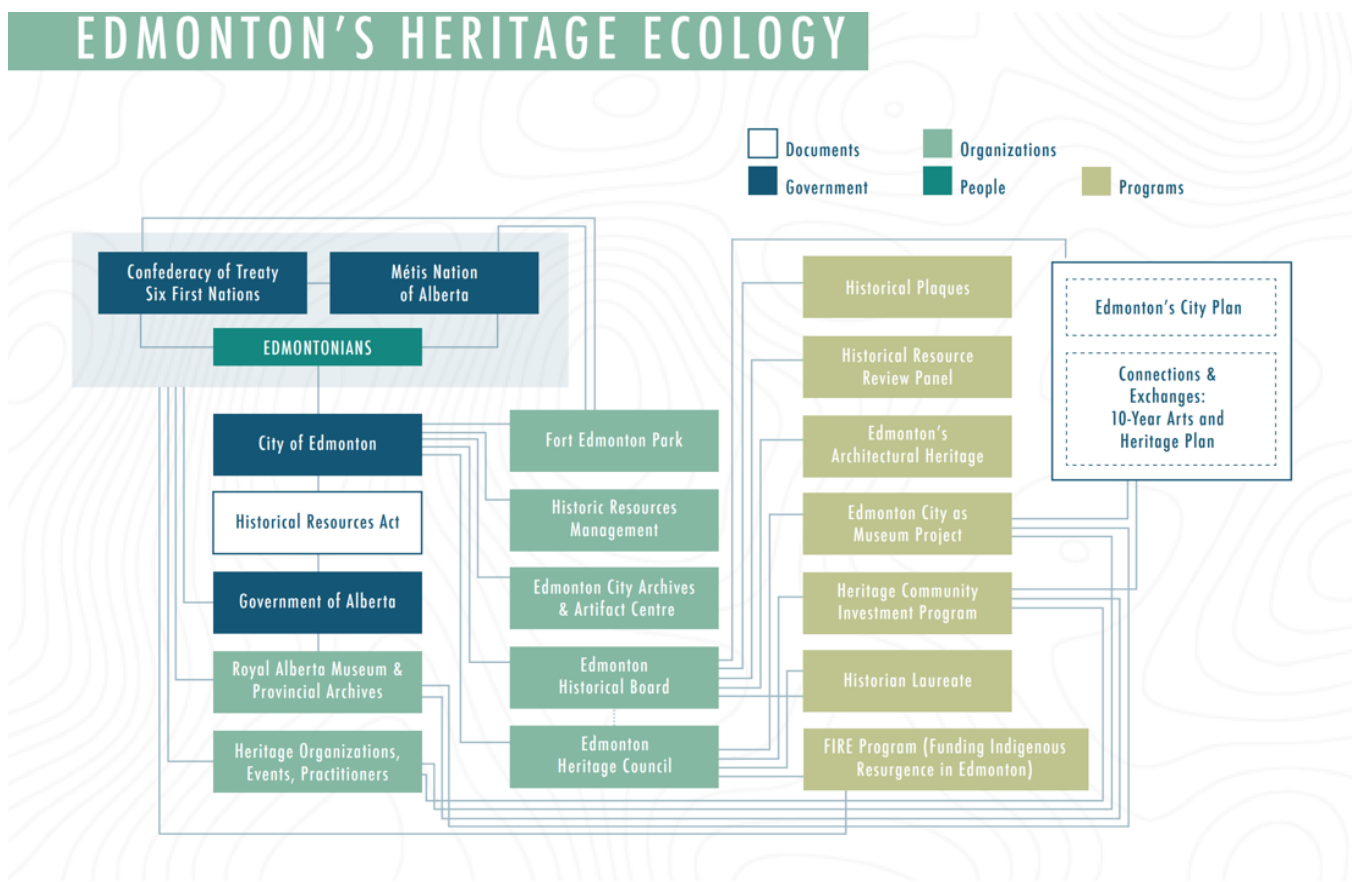 EDMONTON'S HERITAGE ECOLOGY
Documents
Organizations
Government
People
Programs
Confederacy of Treaty
Six First Nations
Métis Nation
of Alberta
EDMONTONIANS
City of Edmonton
Historical Resources Act
Government of Alberta
Royal Alberta Museum &
Provincial Archives
Heritage Organizations,
Events, Practitioners
Fort Edmonton Park
Historic Resources
Management
Edmonton City Archives
& Artifact Centre
Edmonton
Historical Board
Edmonton
Heritage Council
Historical Plaques
Historical Resource
Review Panel
Edmonton's
Architectural Heritage
Edmonton City as
Museum Project
Heritage Community
Investment Program
Historian Laureate
FIRE Program (Funding Indigenous
Resurgence in Edmonton)
Edmonton's City Plan
Connections &
Exchanges:
10-Year Arts and
Heritage Plan